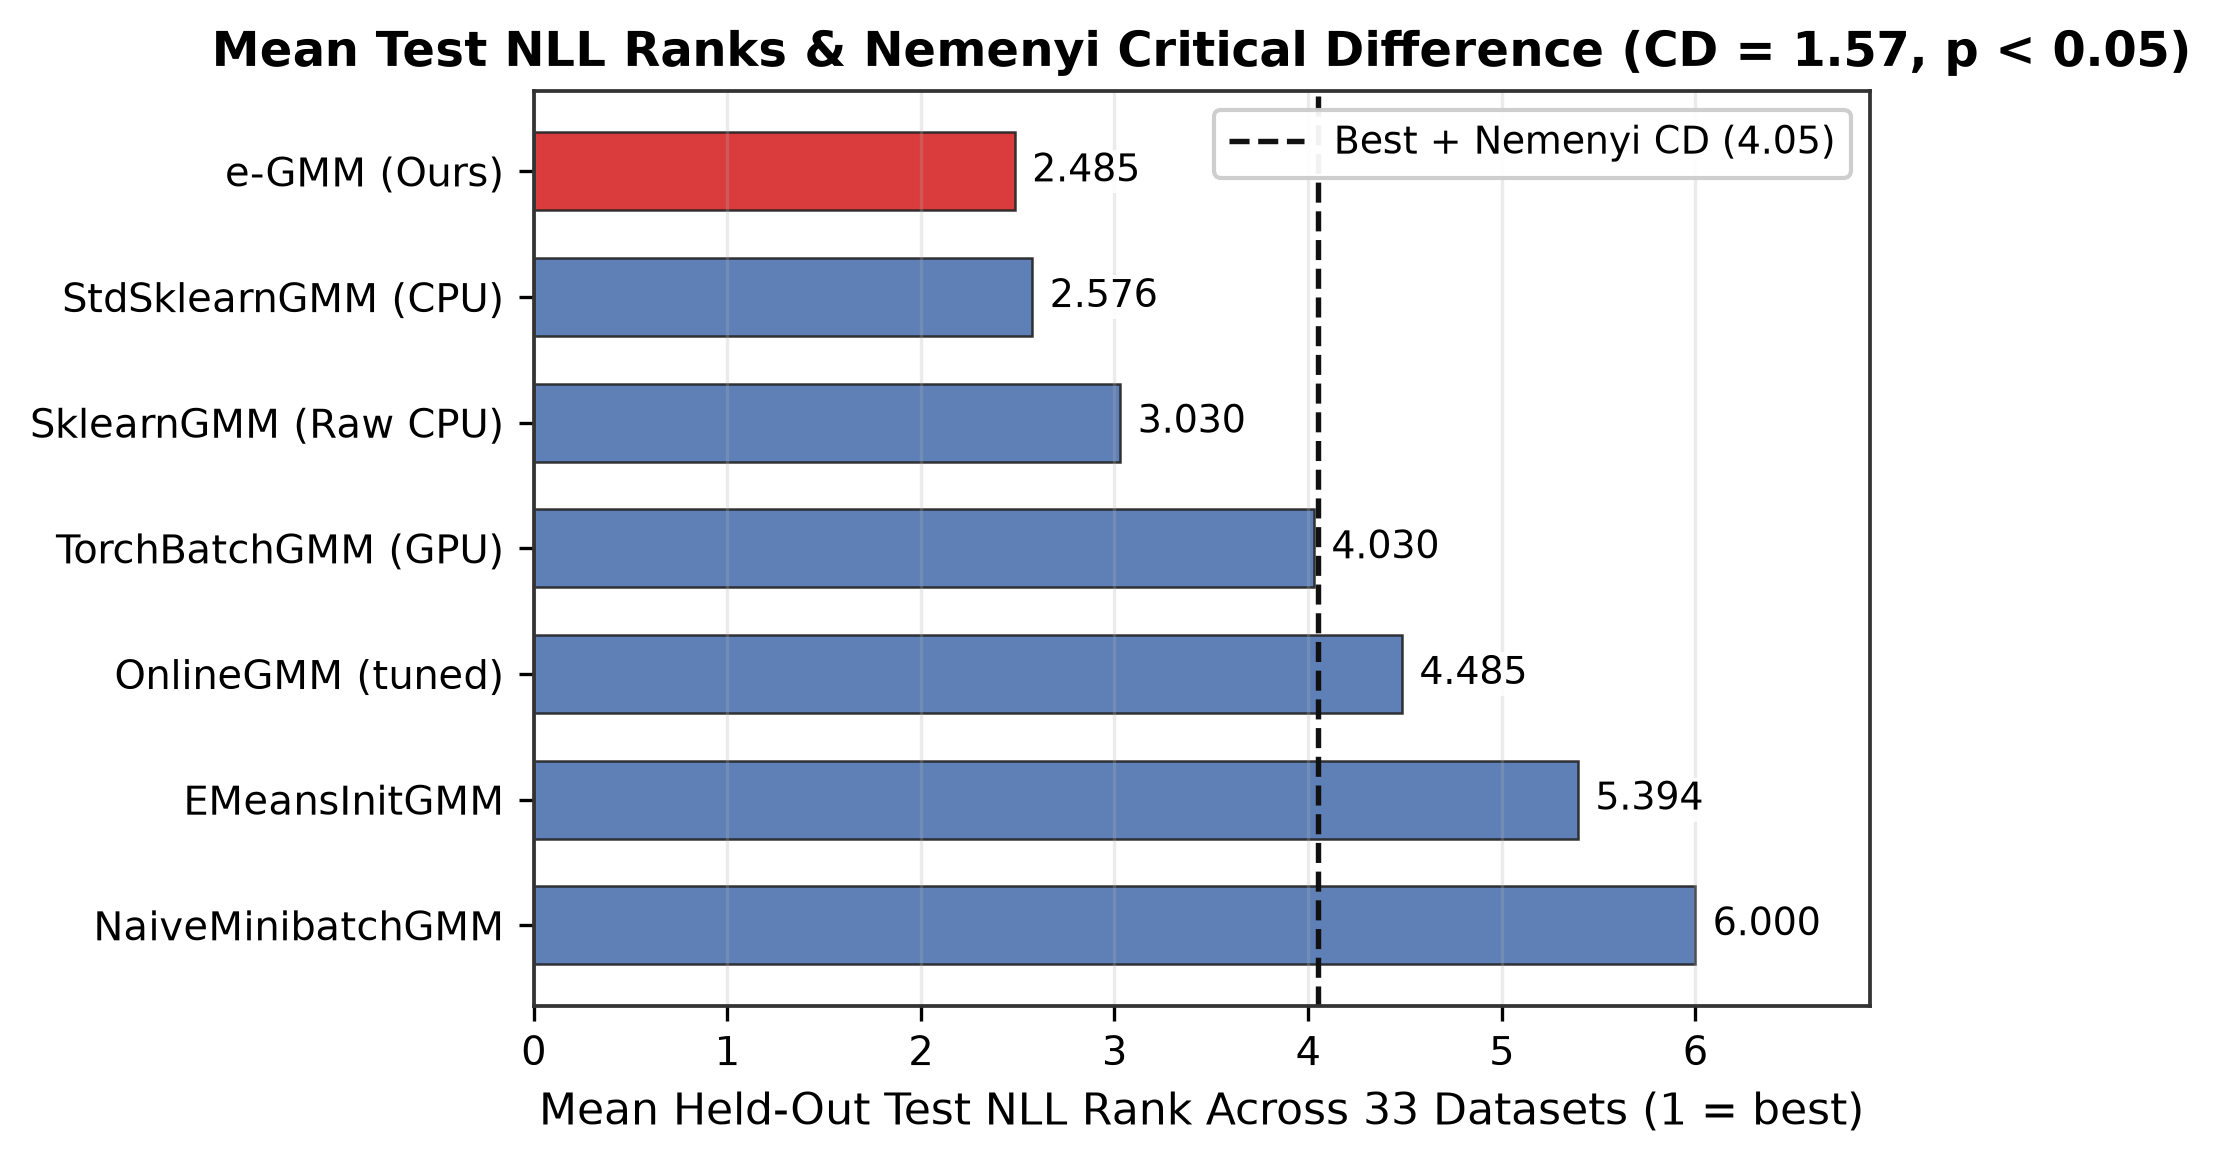 Mean Test NLL Ranks & Nemenyi Critical Difference (CD = 1.57, p < 0.05)
Best + Nemenyi CD (4.05)
e-GMM (Ours)
2.485
StdSklearnGMM (CPU)
2.576
SklearnGMM (Raw CPU)
3.030
TorchBatchGMM (GPU)
4.030
OnlineGMM (tuned)
4.485
EMeansInitGMM
5.394
NaiveMinibatchGMM
6.000
0 1 2 3 4 5 6
Mean Held-Out Test NLL Rank Across 33 Datasets (1 = best)